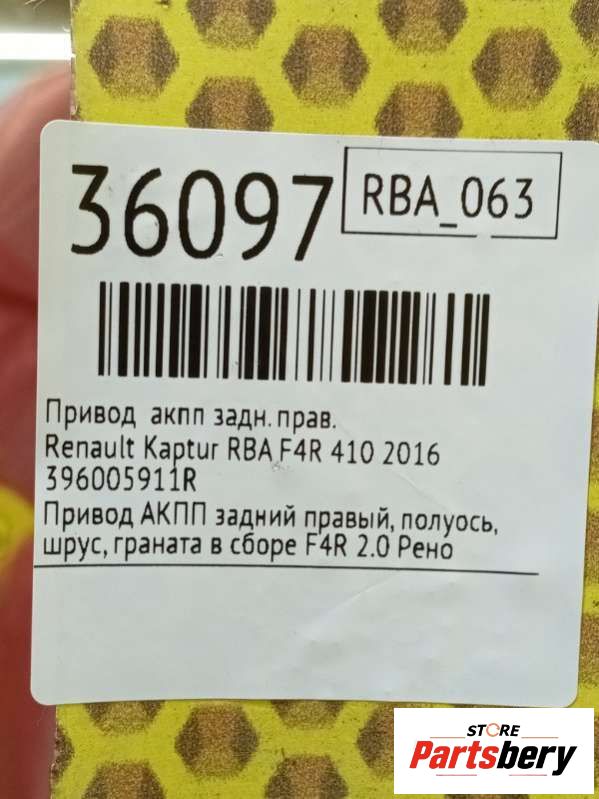 36097
RBA_063
Привод акпп задн. прав.
Renault Kaptur RBA F4R 410 2016
396005911R
Привод АКПП задний правый, полуось,
шрус, граната в сборе F4R 2.0 Рено
STORE
Partsbery